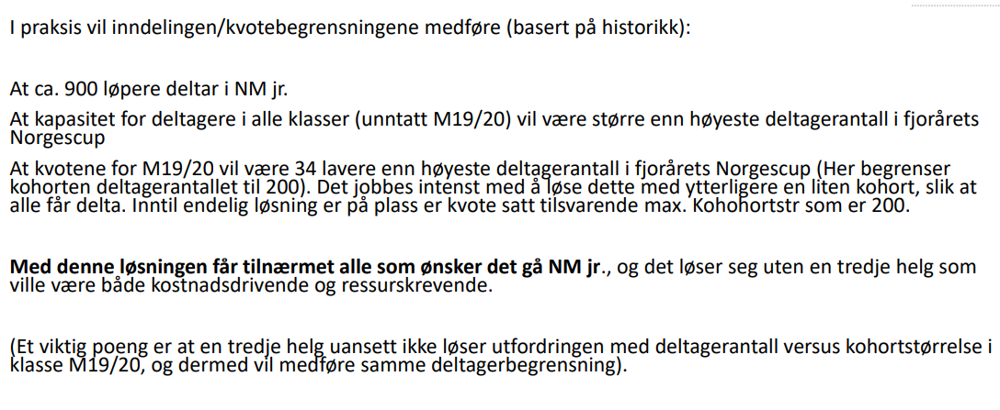 I praksis vil inndelingen/kvotebegrensningene medføre (basert på historikk):
At ca. 900 løpere deltar i NM jr.
At kapasitet for deltagere i alle klasser (unntatt M19/20) vil være større enn høyeste deltagerantall i fjorårets
Norgescup
At kvotene for M19/20 vil være 34 lavere enn høyeste deltagerantall i fjorårets Norgescup (Her begrenser
kohorten deltagerantallet til 200). Det jobbes intenst med å løse dette med ytterligere en liten kohort, slik at
alle får delta. Inntil endelig løsning er på plass er kvote satt tilsvarende max. Kohohortstr som er 200.
Med denne løsningen får tilnærmet alle som ønsker det gå NM jr., og det løser seg uten en tredje helg som
ville være både kostnadsdrivende og ressurskrevende.
(Et viktig poeng er at en tredje helg uansett ikke løser utfordringen med deltagerantall versus kohortstørrelse i
klasse M19/20, og dermed vil medføre samme deltagerbegrensning).